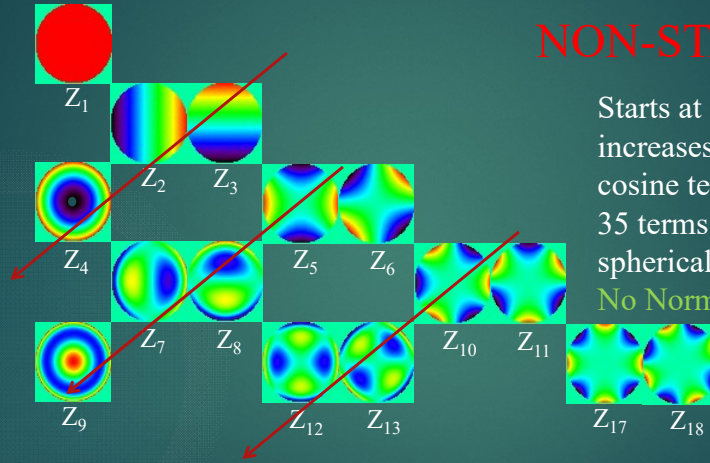 NON-ST
Z1
Starts at
increases
Z2 Z3
cosine te
35 terms
Z4 Z5 Z6
spherical
No Norm
Z7 Z8 Z10 Z11
Z9 Z12 Z13 Z17 Z18